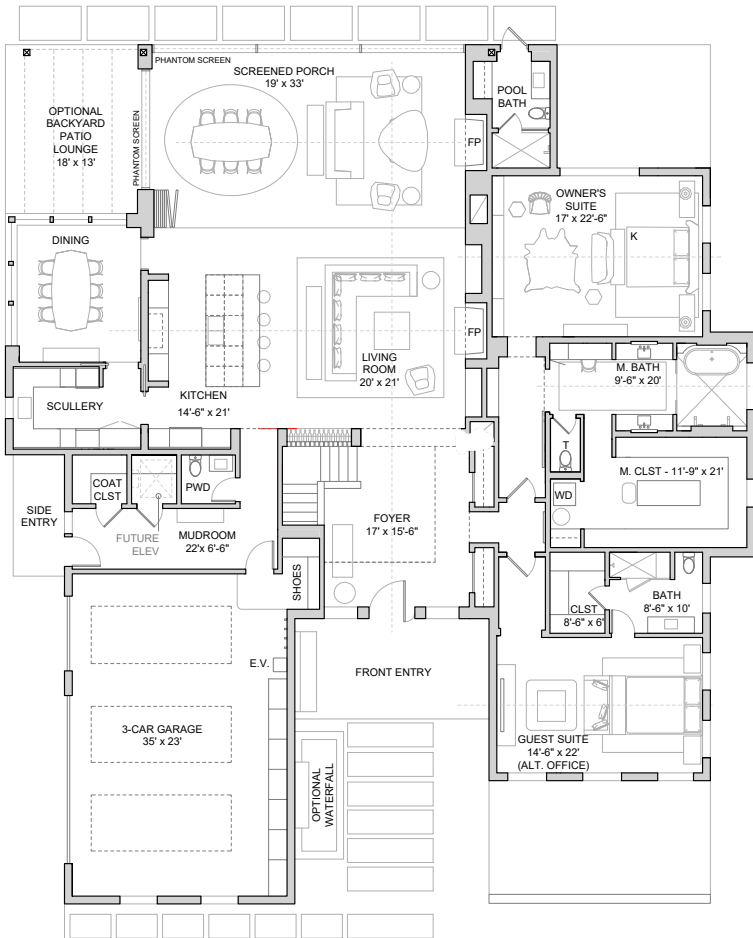 PHANTOM SCREEN
SCREENED PORCH
19' x 33'
OPTIONAL
BACKYARD
PATIO
LOUNGE
18' x 13'
PHANTOM SCREEN
POOL
BATH
FP
DINING
OWNER'S
SUITE
17' x 22'-6"
K
FP
LIVING
ROOM
20' x 21'
M. BATH
9'-6" x 20'
KITCHEN
14'-6" x 21'
SCULLERY
T
M. CLST - 11'-9" x 21'
WD
COAT
CLST
PWD
SIDE
ENTRY
FUTURE
ELEV
MUDROOM
22'x 6'-6"
FOYER
17' x 15'-6"
SHOES
CLST
8'-6" x 6'
BATH
8'-6" x 10'
E.V.
FRONT ENTRY
3-CAR GARAGE
35' x 23'
OPTIONAL
WATERFALL
GUEST SUITE
14'-6" x 22'
(ALT. OFFICE)